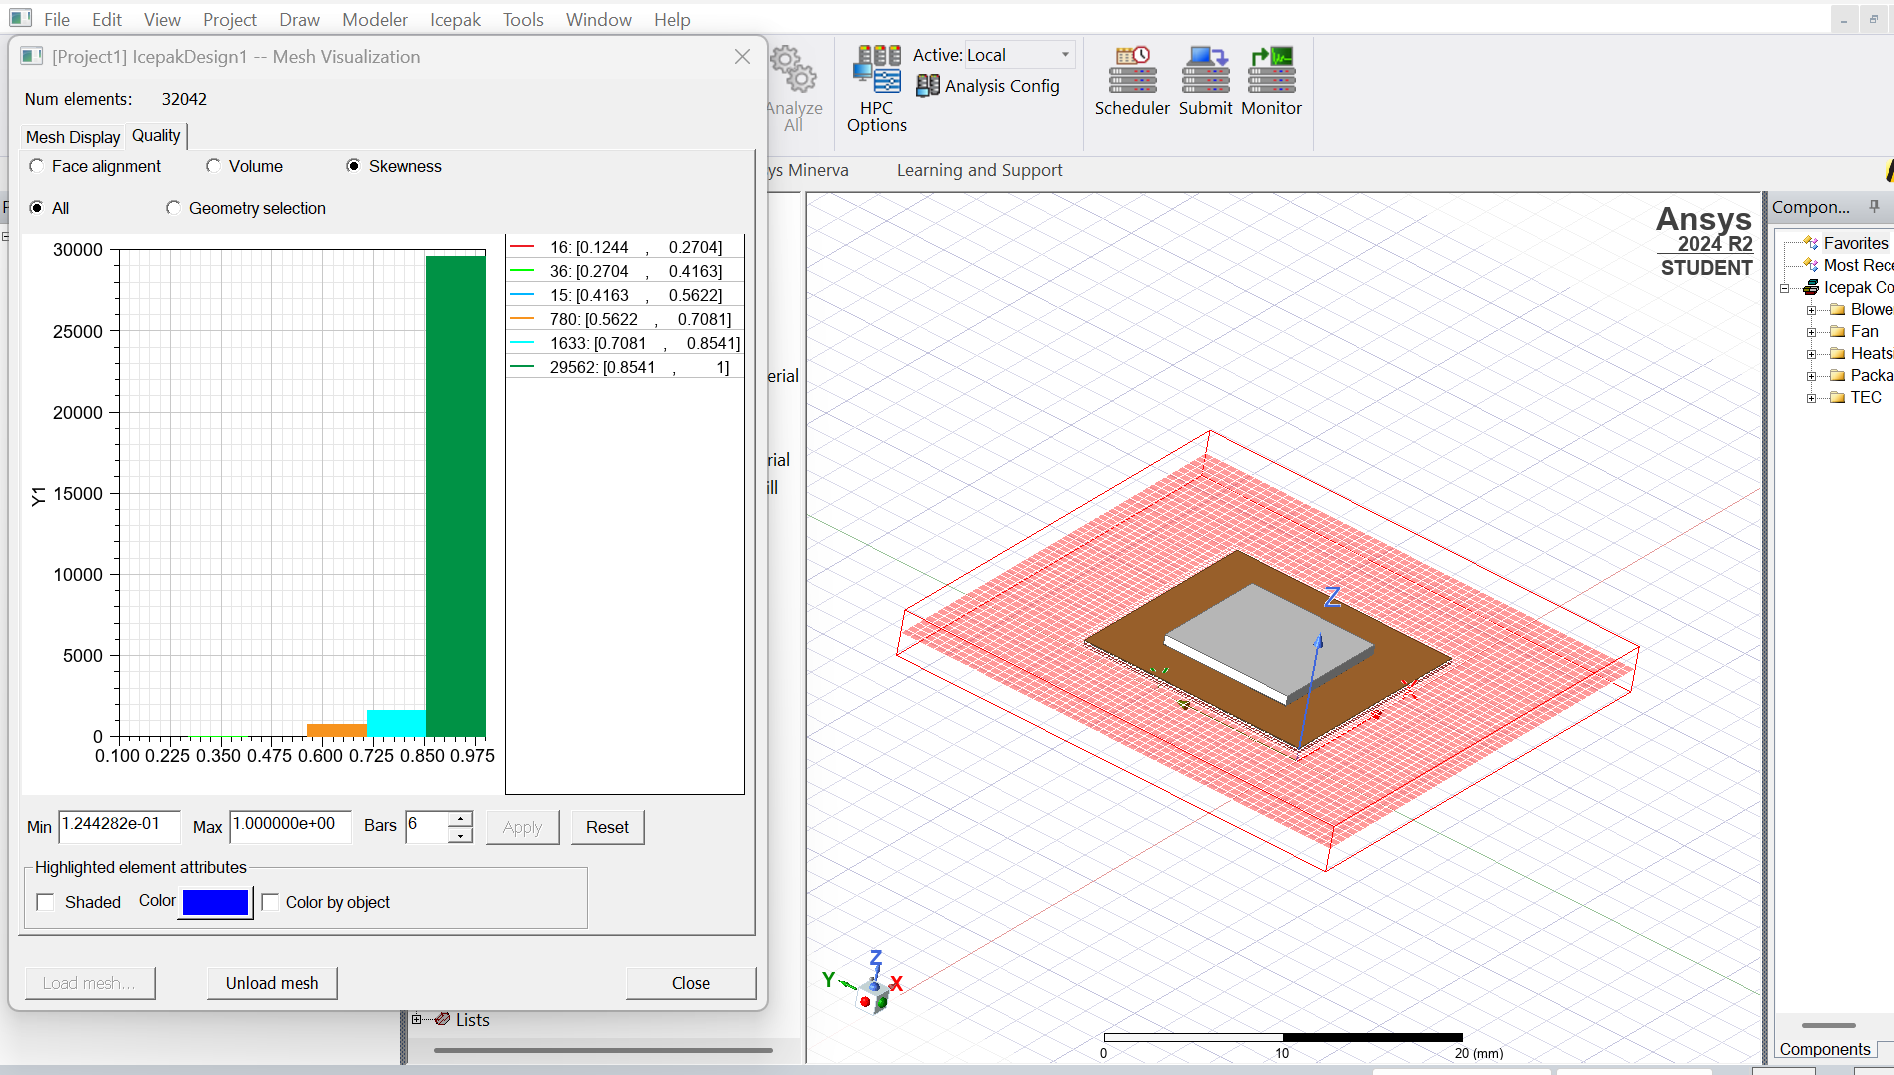 File Edit View Project Draw Modeler Icepak Tools Window Help
[Project1] IcepakDesign1 -- Mesh Visualization
Num elements: 32042
Mesh Display Quality
Face alignment Volume Skewness
All Geometry selection
30000
25000
20000
15000
10000
5000
0
Y1
0.100 0.225 0.350 0.475 0.600 0.725 0.850 0.975
16: [0.1244 , 0.2704]
36: [0.2704 , 0.4163]
15: [0.4163 , 0.5622]
780: [0.5622 , 0.7081]
1633: [0.7081 , 0.8541]
29562: [0.8541 , 1]
Min 1.244282e-01 Max 1.000000e+00 Bars 6 Apply Reset
Highlighted element attributes
Shaded Color Color by object
Load mesh... Unload mesh Close
Lists
Analyze
All
HPC
Options
Active: Local
Analysis Config
Scheduler Submit Monitor
ys Minerva Learning and Support
erial
rial
ill
Ansys
2024 R2
STUDENT
Z
Z
Y
X
0 10 20 (mm)
Compon...
Favorites
Most Rece
Icepak Co
Blowe
Fan
Heats
Packa
TEC
Components